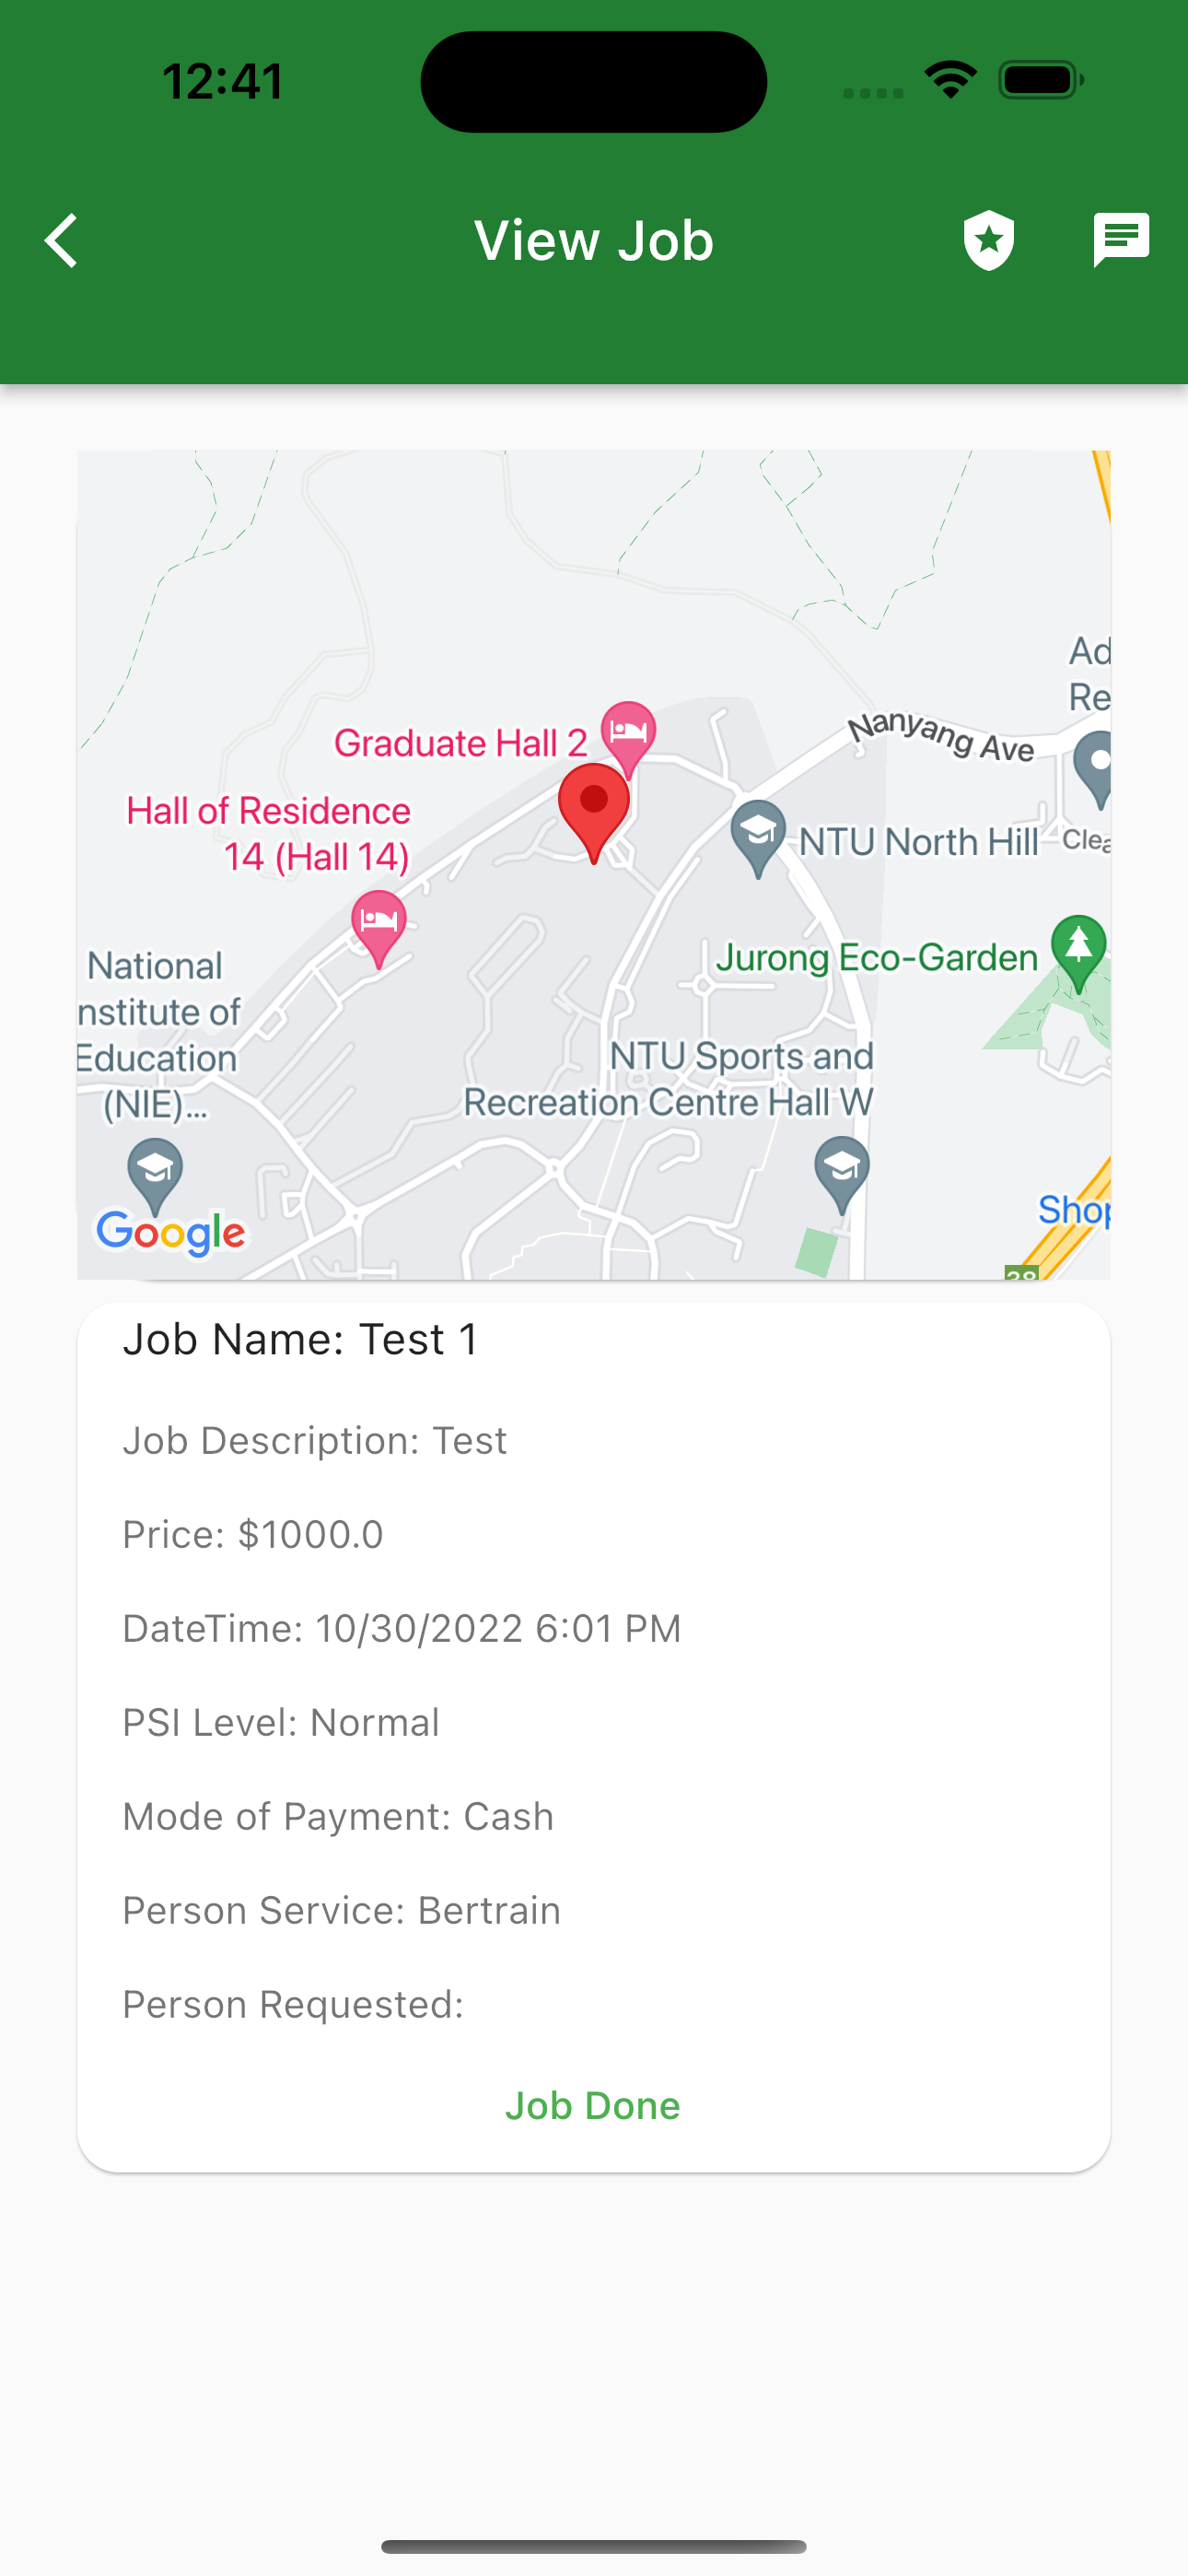 12:41
View Job
Ad
Re
Nanyang Ave
Graduate Hall 2
Hall of Residence
14 (Hall 14)
NTU North Hill
Clea
National
nstitute of
Education
(NIE)...
Jurong Eco-Garden
NTU Sports and
Recreation Centre Hall W
Google
Shop
28
Job Name: Test 1
Job Description: Test
Price: $1000.0
DateTime: 10/30/2022 6:01 PM
PSI Level: Normal
Mode of Payment: Cash
Person Service: Bertrain
Person Requested:
Job Done